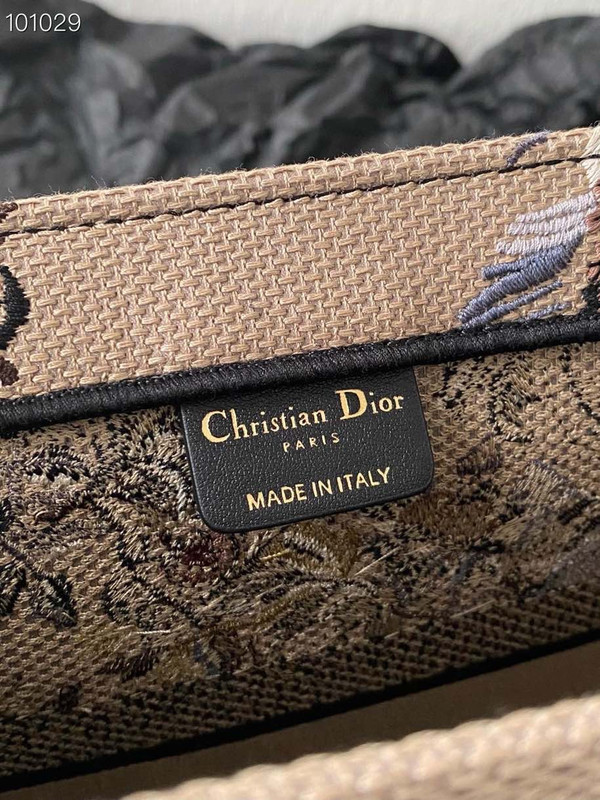 101029
Christian Dior
PARIS
MADE IN ITALY